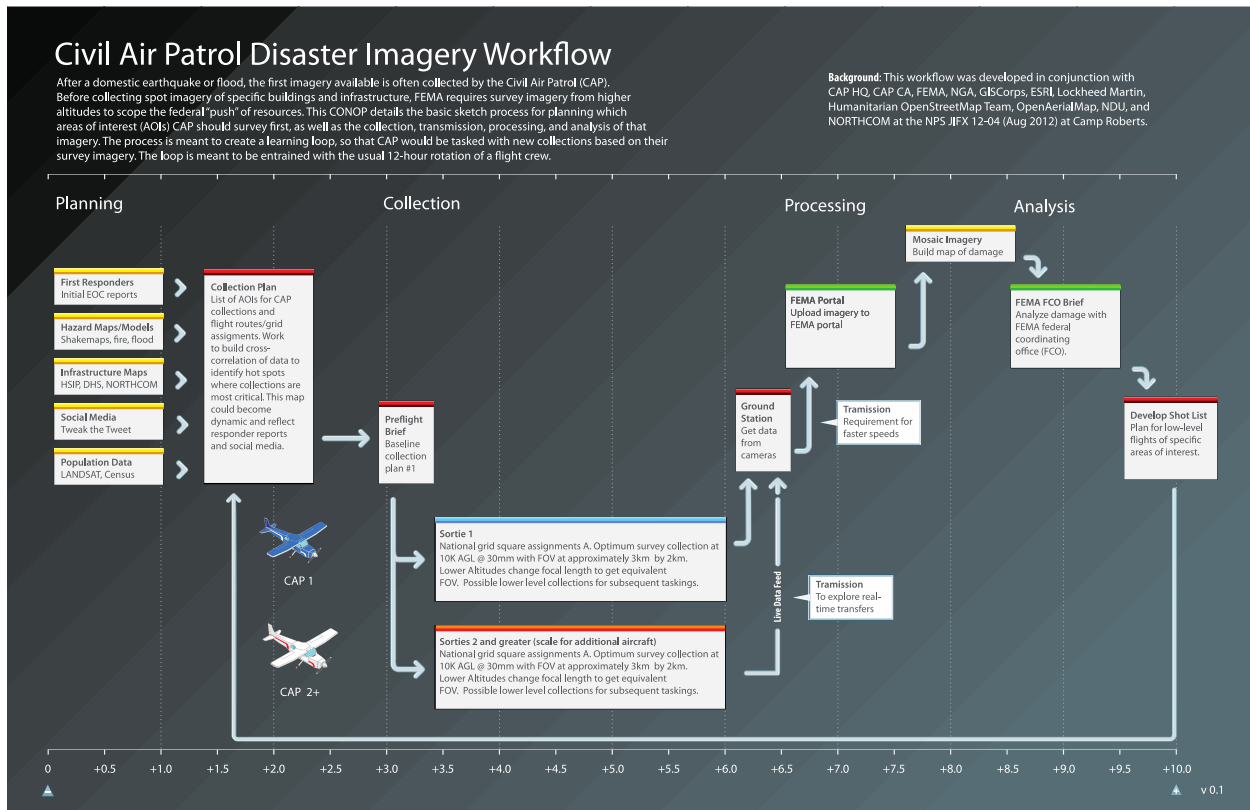 Civil Air Patrol Disaster Imagery Workflow
After a domestic earthquake or flood, the first imagery available is often collected by the Civil Air Patrol (CAP).
Before collecting spot imagery of specific buildings and infrastructure, FEMA requires survey imagery from higher
altitudes to scope the federal "push" of resources. This CONOP details the basic sketch process for planning which
areas of interest (AOIs) CAP should survey first, as well as the collection, transmission, processing, and analysis of that
imagery. The process is meant to create a learning loop, so that CAP would be tasked with new collections based on their
survey imagery. The loop is meant to be entrained with the usual 12-hour rotation of a flight crew.
Background: This workflow was developed in conjunction with
CAP HQ, CAP CA, FEMA, NGA, GISCorps, ESRI, Lockheed Martin,
Humanitarian OpenStreetMap Team, OpenAerialMap, NDU, and
NORTHCOM at the NPS JIFX 12-04 (Aug 2012) at Camp Roberts.
Planning
Collection
Processing
Analysis
First Responders
Initial EOC reports
Hazard Maps/Models
Shakemaps, fire, flood
Infrastructure Maps
HSIP, DHS, NORTHCOM
Social Media
Tweak the Tweet
Population Data
LANDSAT, Census
Collection Plan
List of AOIs for CAP
collections and
flight routes/grid
assigments. Work
to build cross-
correlation of data to
identify hot spots
where collections are
most critical. This map
could become
dynamic and reflect
responder reports
and social media.
Preflight
Brief
Baseline
collection
plan #1
CAP 1
CAP 2+
Sortie 1
National grid square assignments A. Optimum survey collection at
10K AGL @ 30mm with FOV at approximately 3km by 2km.
Lower Altitudes change focal length to get equivalent
FOV. Possible lower level collections for subsequent taskings.
Sorties 2 and greater (scale for additional aircraft)
National grid square assignments A. Optimum survey collection at
10K AGL @ 30mm with FOV at approximately 3km by 2km.
Lower Altitudes change focal length to get equivalent
FOV. Possible lower level collections for subsequent taskings.
Ground
Station
Get data
from
cameras
Live Data Feed
Tramission
Requirement for
faster speeds
Tramission
To explore real-
time transfers
FEMA Portal
Upload imagery to
FEMA portal
Mosaic Imagery
Build map of damage
FEMA FCO Brief
Analyze damage with
FEMA federal
coordinating
office (FCO).
Develop Shot List
Plan for low-level
flights of specific
areas of interest.
0 +0.5 +1.0 +1.5 +2.0 +2.5 +3.0 +3.5 +4.0 +4.5 +5.0 +5.5 +6.0 +6.5 +7.0 +7.5 +8.0 +8.5 +9.0 +9.5 +10.0
v 0.1